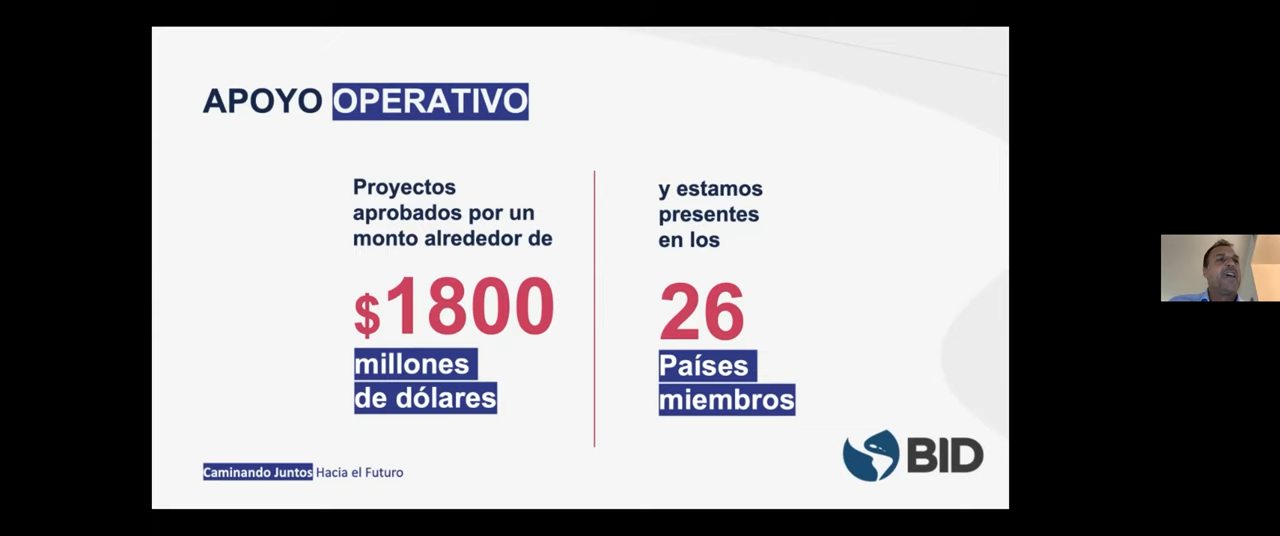 APOYO OPERATIVO
Proyectos
aprobados por un
monto alrededor de
$1800
millones
de dólares
y estamos
presentes
en los
26
Países
miembros
Caminando Juntos Hacia el Futuro
BID